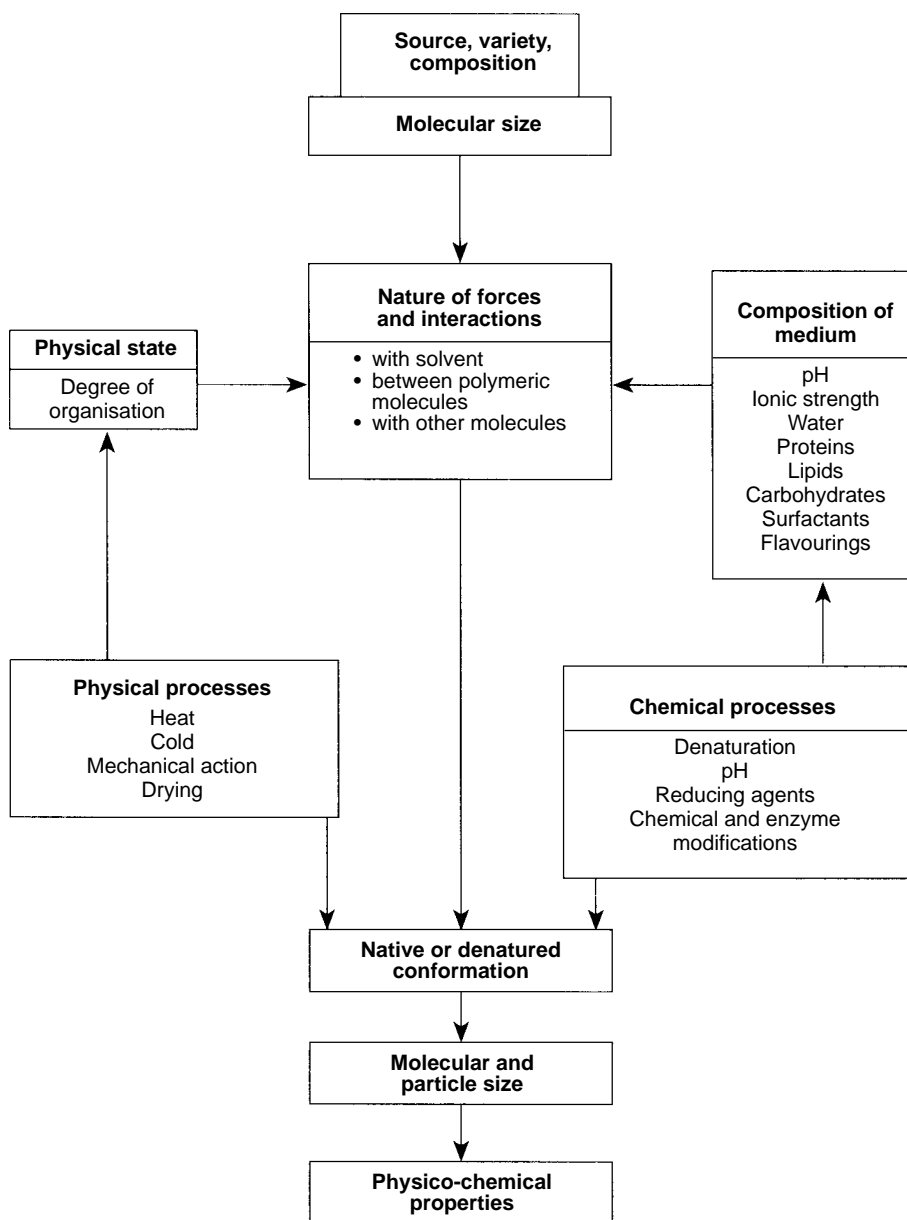 Source, variety,
composition
Molecular size
Nature of forces
and interactions
• with solvent
• between polymeric
molecules
• with other molecules
Physical state
Degree of
organisation
Composition of
medium
pH
Ionic strength
Water
Proteins
Lipids
Carbohydrates
Surfactants
Flavourings
Physical processes
Heat
Cold
Mechanical action
Drying
Chemical processes
Denaturation
pH
Reducing agents
Chemical and enzyme
modifications
Native or denatured
conformation
Molecular and
particle size
Physico-chemical
properties